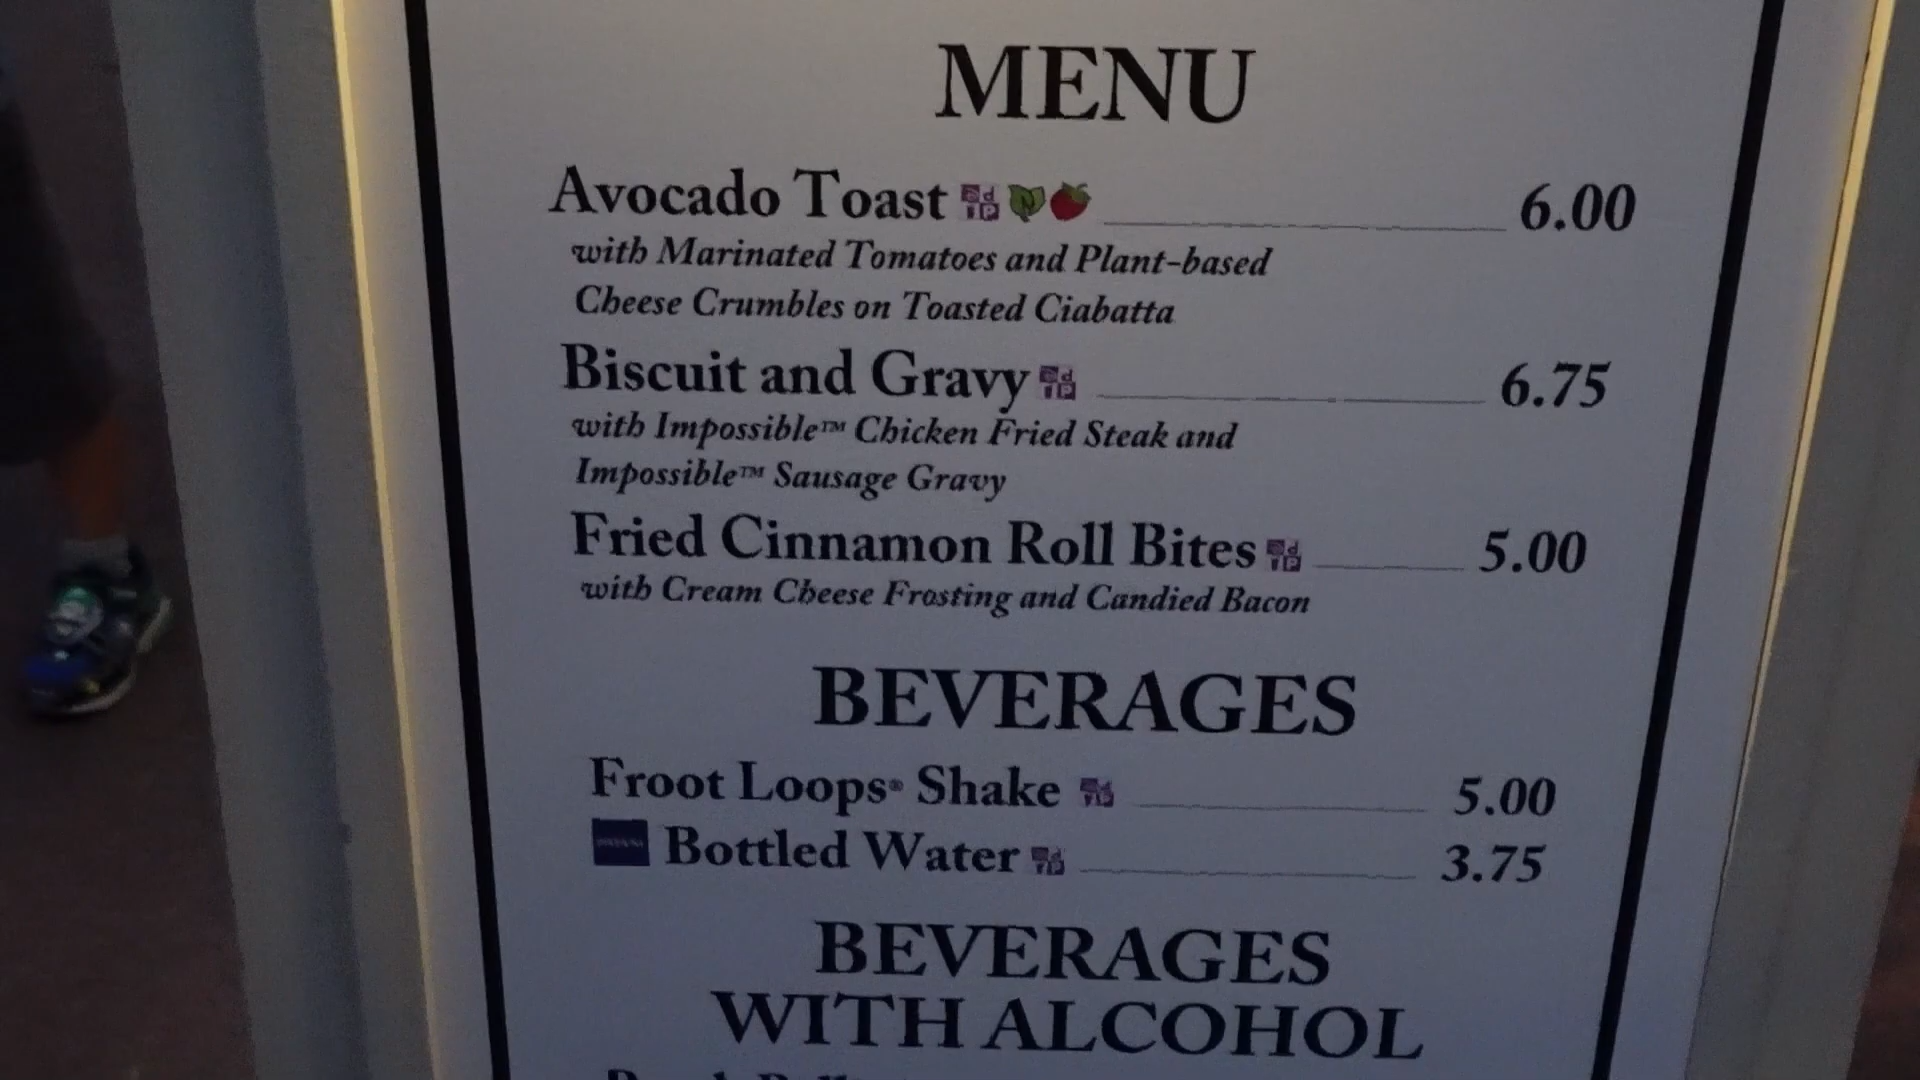 MENU
Avocado Toast 6.00
with Marinated Tomatoes and Plant-based
Cheese Crumbles on Toasted Ciabatta
Biscuit and Gravy 6.75
with Impossible™ Chicken Fried Steak and
Impossible™ Sausage Gravy
Fried Cinnamon Roll Bites 5.00
with Cream Cheese Frosting and Candied Bacon
BEVERAGES
Froot Loops® Shake 5.00
Bottled Water 3.75
BEVERAGES
WITH ALCOHOL